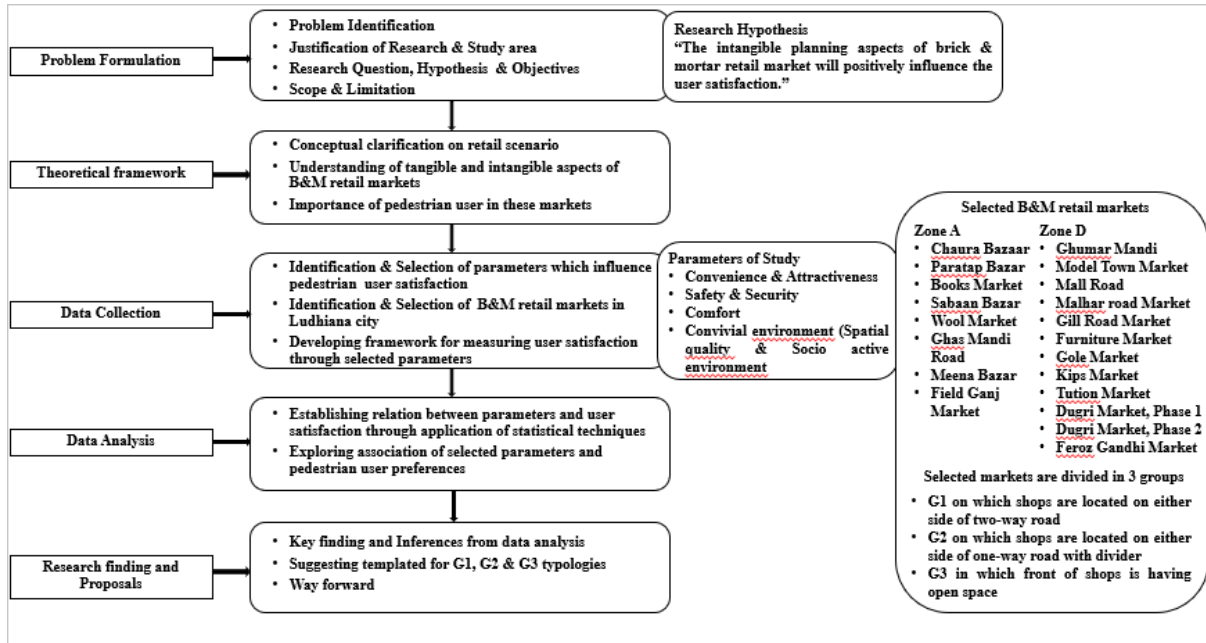 Problem Formulation
• Problem Identification
• Justification of Research & Study area
• Research Question, Hypothesis & Objectives
• Scope & Limitation
Research Hypothesis
“The intangible planning aspects of brick &
mortar retail market will positively influence the
user satisfaction.”
Theoretical framework
• Conceptual clarification on retail scenario
• Understanding of tangible and intangible aspects of
B&M retail markets
• Importance of pedestrian user in these markets
Data Collection
• Identification & Selection of parameters which influence
pedestrian user satisfaction
• Identification & Selection of B&M retail markets in
Ludhiana city
• Developing framework for measuring user satisfaction
through selected parameters
Parameters of Study
• Convenience & Attractiveness
• Safety & Security
• Comfort
• Convivial environment (Spatial
quality & Socio active
environment
Selected B&M retail markets
Zone A
• Chaura Bazaar
• Paratap Bazar
• Books Market
• Sabaan Bazar
• Wool Market
• Ghas Mandi
Road
• Meena Bazar
• Field Ganj
Market
Zone D
• Ghumar Mandi
• Model Town Market
• Mall Road
• Malhar road Market
• Gill Road Market
• Furniture Market
• Gole Market
• Kips Market
• Tution Market
• Dugri Market, Phase 1
• Dugri Market, Phase 2
• Feroz Gandhi Market
Selected markets are divided in 3 groups
• G1 on which shops are located on either
side of two-way road
• G2 on which shops are located on either
side of one-way road with divider
• G3 in which front of shops is having
open space
Data Analysis
• Establishing relation between parameters and user
satisfaction through application of statistical techniques
• Exploring association of selected parameters and
pedestrian user preferences
Research finding and
Proposals
• Key finding and Inferences from data analysis
• Suggesting templated for G1, G2 & G3 typologies
• Way forward